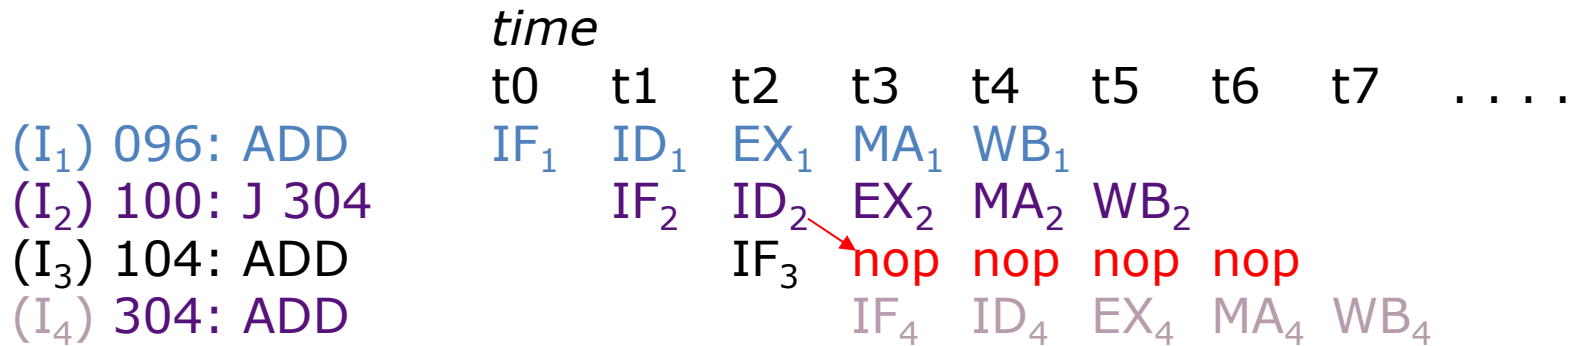 time
t0 t1 t2 t3 t4 t5 t6 t7 . . . .
(I₁) 096: ADD IF₁ ID₁ EX₁ MA₁ WB₁
(I₂) 100: J 304 IF₂ ID₂ EX₂ MA₂ WB₂
(I₃) 104: ADD IF₃ nop nop nop nop
(I₄) 304: ADD IF₄ ID₄ EX₄ MA₄ WB₄